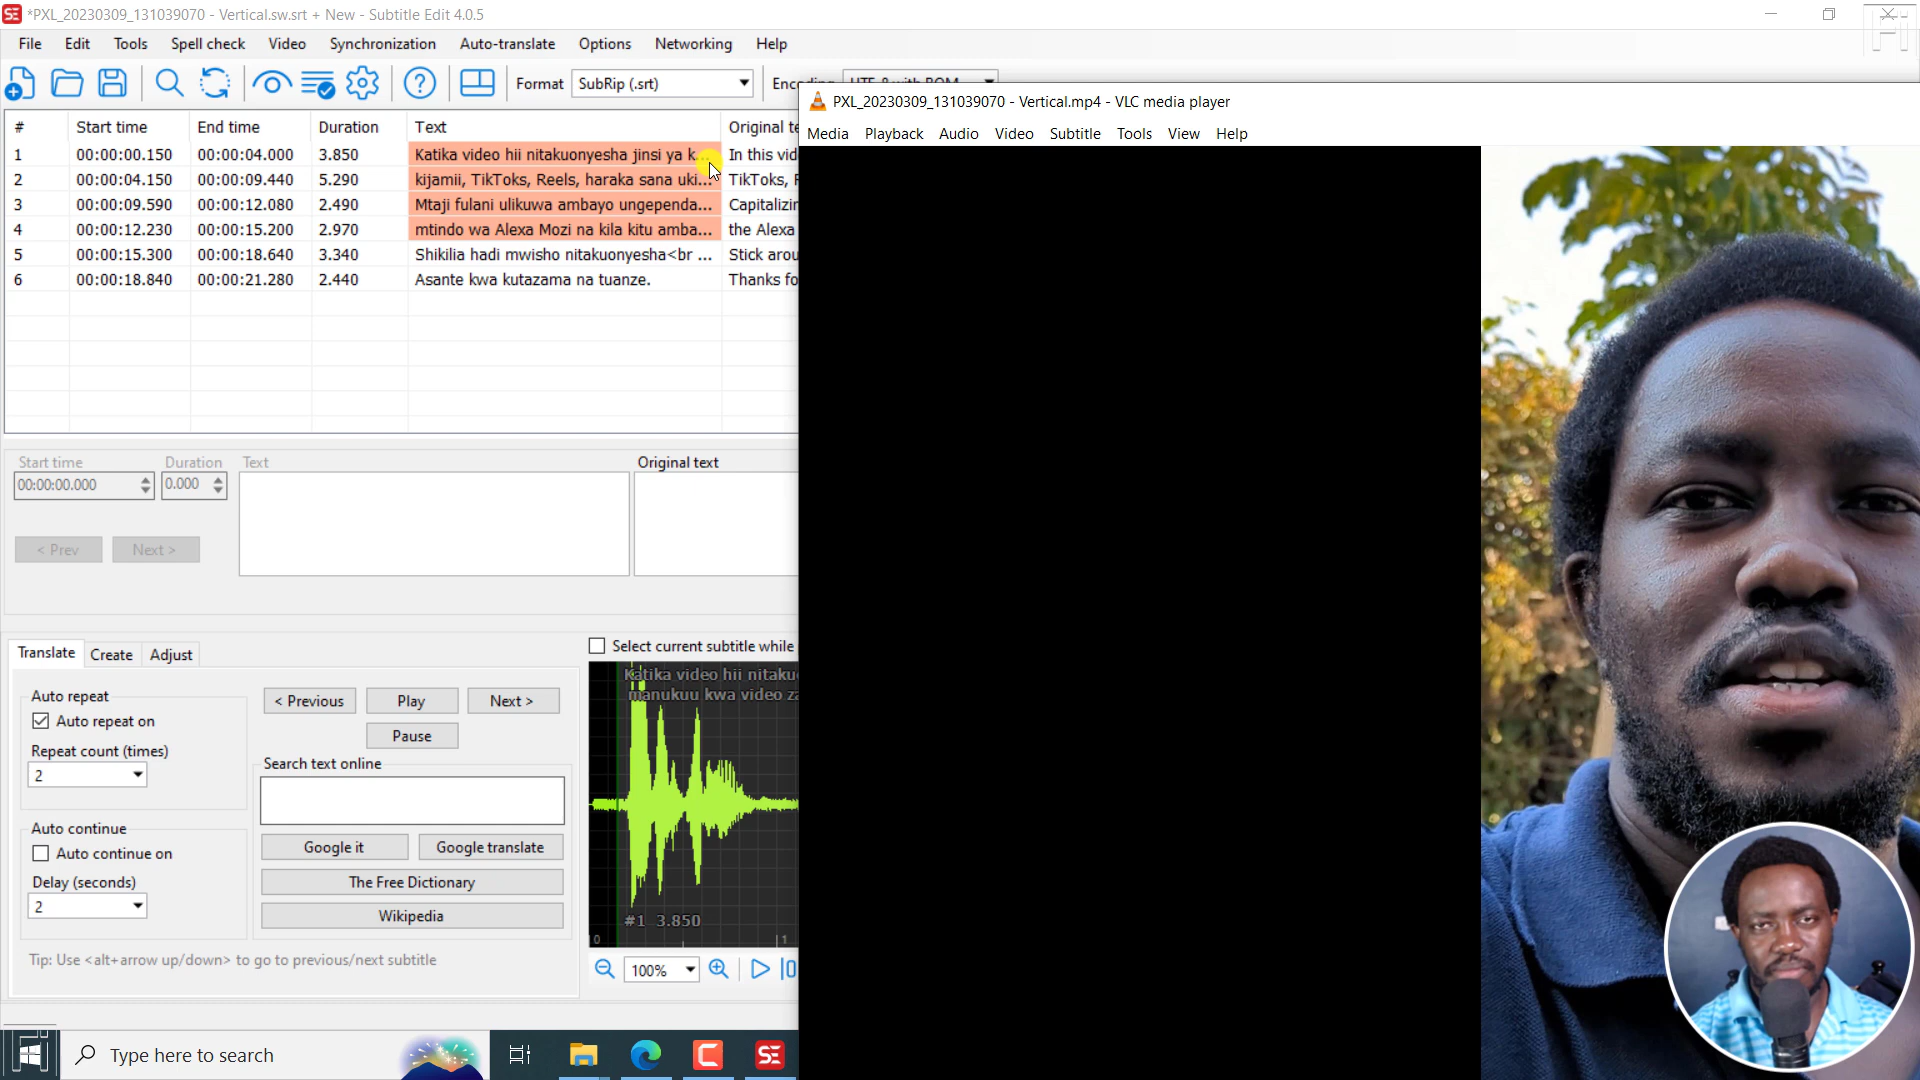 *PXL_20230309_131039070 - Vertical.sw.srt + New - Subtitle Edit 4.0.5
File Edit Tools Spell check Video Synchronization Auto-translate Options Networking Help
Format SubRip (.srt)
PXL_20230309_131039070 - Vertical.mp4 - VLC media player
Media Playback Audio Video Subtitle Tools View Help
# Start time End time Duration Text Original te
1 00:00:00.150 00:00:04.000 3.850 Katika video hii nitakuonyesha jinsi ya k... In this vid
2 00:00:04.150 00:00:09.440 5.290 kijamii, TikToks, Reels, haraka sana uki... TikToks, R
3 00:00:09.590 00:00:12.080 2.490 Mtaji fulani ulikuwa ambayo ungependa... Capitalizin
4 00:00:12.230 00:00:15.200 2.970 mtindo wa Alexa Mozi na kila kitu amba... the Alexa
5 00:00:15.300 00:00:18.640 3.340 Shikilia hadi mwisho nitakuonyesha<br ... Stick arou
6 00:00:18.840 00:00:21.280 2.440 Asante kwa kutazama na tuanze. Thanks fo
Start time Duration Text Original text
00:00:00.000 0.000
< Prev Next >
Translate Create Adjust
Select current subtitle while
Auto repeat
Auto repeat on
Repeat count (times)
2
Auto continue
Auto continue on
Delay (seconds)
2
< Previous Play Next >
Pause
Search text online
Google it Google translate
The Free Dictionary
Wikipedia
Tip: Use <alt+arrow up/down> to go to previous/next subtitle
Katika video hii nitaku
manukuu kwa video za
#1 3.850
0 1
100%
Type here to search
SE